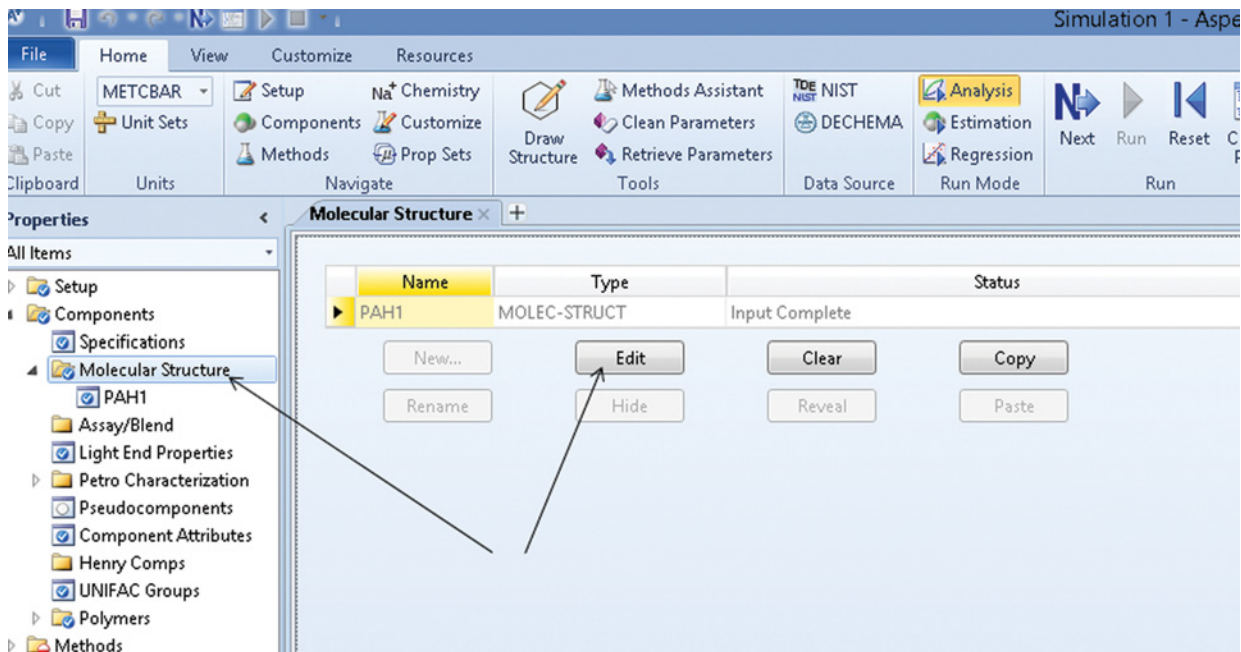 Simulation 1 - Aspe
File Home View Customize Resources
Cut METCBAR Setup Na+ Chemistry Methods Assistant TDE NIST NIST Analysis
Copy Unit Sets Components Customize Draw Structure Clean Parameters DECHEMA Estimation Next Run Reset
Paste Methods Prop Sets Retrieve Parameters Regression
Clipboard Units Navigate Tools Data Source Run Mode Run
Properties < Molecular Structure × +
All Items
Name Type Status
PAH1 MOLEC-STRUCT Input Complete
New... Edit Clear Copy
Rename Hide Reveal Paste
Setup
Components
Specifications
Molecular Structure
PAH1
Assay/Blend
Light End Properties
Petro Characterization
Pseudocomponents
Component Attributes
Henry Comps
UNIFAC Groups
Polymers
Methods